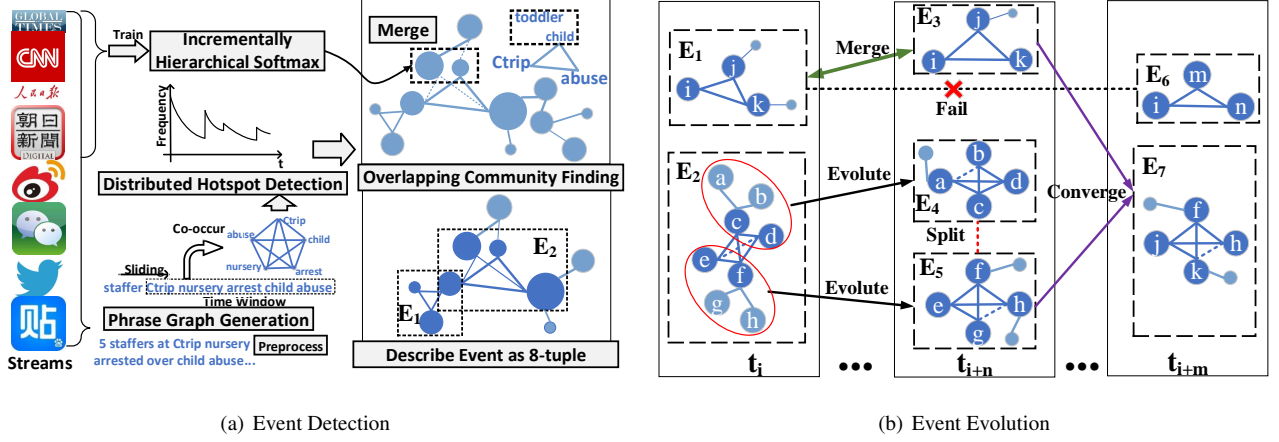 GLOBAL
TIMES
CNN
人民日报
朝日
新聞
DIGITAL
贴
Streams
Train
Incrementally
Hierarchical Softmax
Frequency
t
Distributed Hotspot Detection
Co-occur
Ctrip
abuse
child
nursery
arrest
Sliding
staffer Ctrip nursery arrest child abuse
Time Window
Phrase Graph Generation
5 staffers at Ctrip nursery
arrested over child abuse...
Preprocess
Merge
toddler
child
Ctrip
abuse
Overlapping Community Finding
E2
E1
Describe Event as 8-tuple
(a) Event Detection
E1
i
j
k
E2
a
b
c
d
e
f
g
h
ti
Merge
Fail
Evolute
Evolute
E3
j
i
k
b
a
d
c
E4
Split
E5
f
e
h
g
ti+n
Converge
E6
m
i
n
E7
f
j
h
k
ti+m
(b) Event Evolution